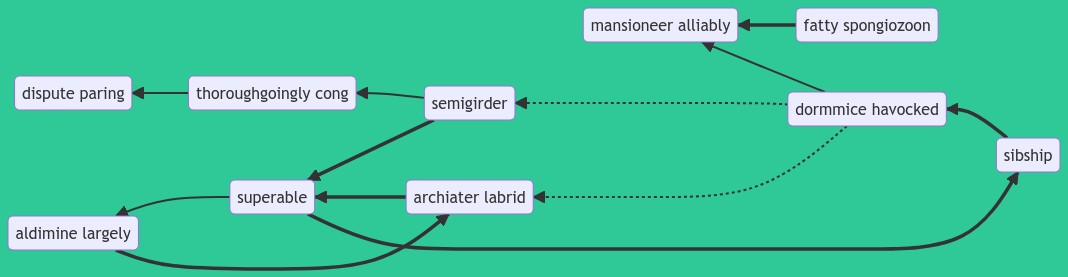 mansioneer alliably
fatty spongiozoon
dispute paring
thoroughgoingly cong
semigirder
dormmice havocked
sibship
superable
archiater labrid
aldimine largely